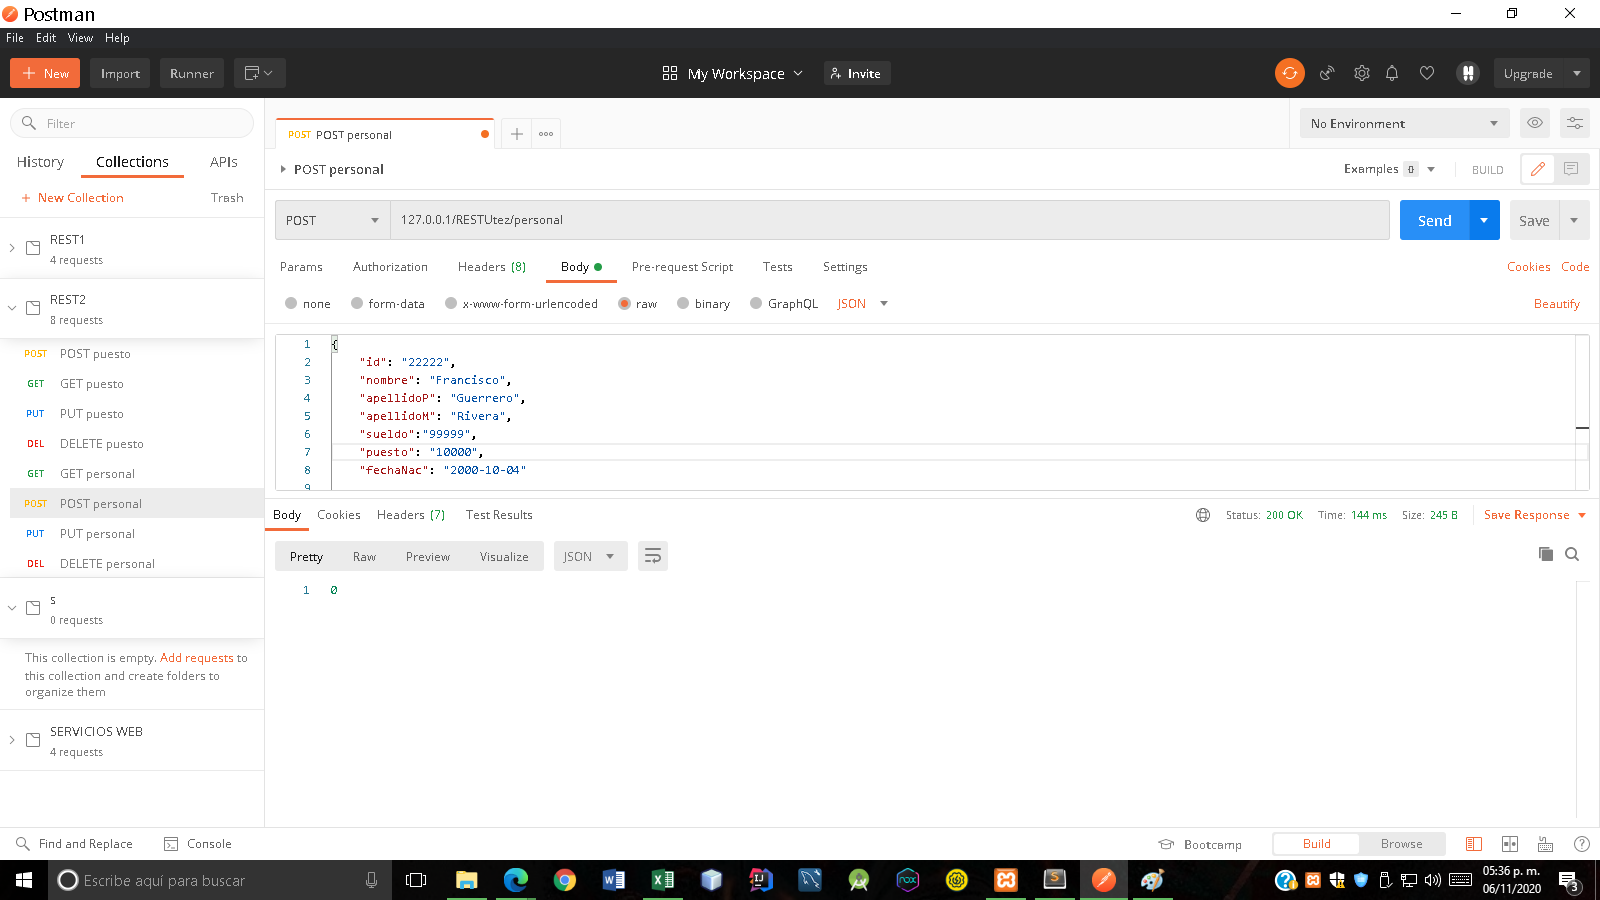 Postman
File Edit View Help
New Import Runner My Workspace Invite Upgrade
Filter
History Collections APIs
+ New Collection Trash
REST1
4 requests
REST2
8 requests
POST POST puesto
GET GET puesto
PUT PUT puesto
DEL DELETE puesto
GET GET personal
POST POST personal
PUT PUT personal
DEL DELETE personal
s
0 requests
This collection is empty. Add requests to
this collection and create folders to
organize them
SERVICIOS WEB
4 requests
POST POST personal No Environment
POST personal Examples 0 BUILD
POST 127.0.0.1/RESTUtez/personal Send Save
Params Authorization Headers (8) Body Pre-request Script Tests Settings Cookies Code
none form-data x-www-form-urlencoded raw binary GraphQL JSON Beautify
1 {
2 "id": "22222",
3 "nombre": "Francisco",
4 "apellidoP": "Guerrero",
5 "apellidoM": "Rivera",
6 "sueldo":"99999",
7 "puesto": "10000",
8 "fechaNac": "2000-10-04"
9
Body Cookies Headers (7) Test Results Status: 200 OK Time: 144 ms Size: 245 B Save Response
Pretty Raw Preview Visualize JSON
1 0
Find and Replace Console Bootcamp Build Browse
Escribe aquí para buscar
nox
05:36 p. m.
06/11/2020
3